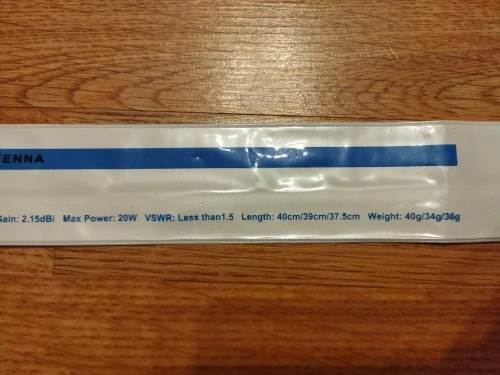 TENNA
Gain: 2.15dBi Max Power: 20W VSWR: Less than1.5 Length: 40cm/39cm/37.5cm Weight: 40g/34g/36g